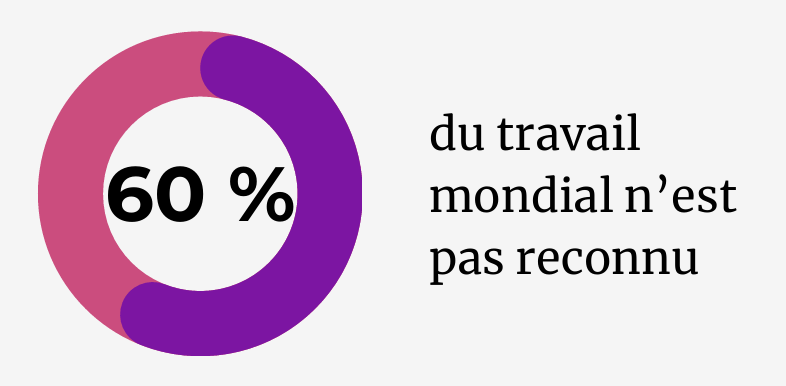 60 %
du travail
mondial n’est
pas reconnu